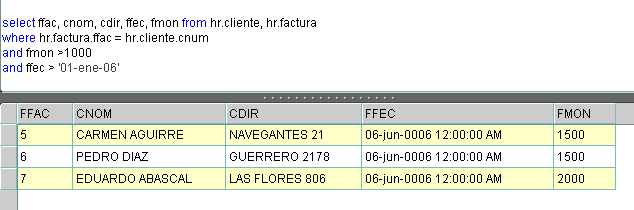 select ffac, cnom, cdir, ffec, fmon from hr.cliente, hr.factura
where hr.factura.ffac = hr.cliente.cnum
and fmon >1000
and ffec > '01-ene-06'
FFAC CNOM CDIR FFEC FMON
5 CARMEN AGUIRRE NAVEGANTES 21 06-jun-0006 12:00:00 AM 1500
6 PEDRO DIAZ GUERRERO 2178 06-jun-0006 12:00:00 AM 1500
7 EDUARDO ABASCAL LAS FLORES 806 06-jun-0006 12:00:00 AM 2000